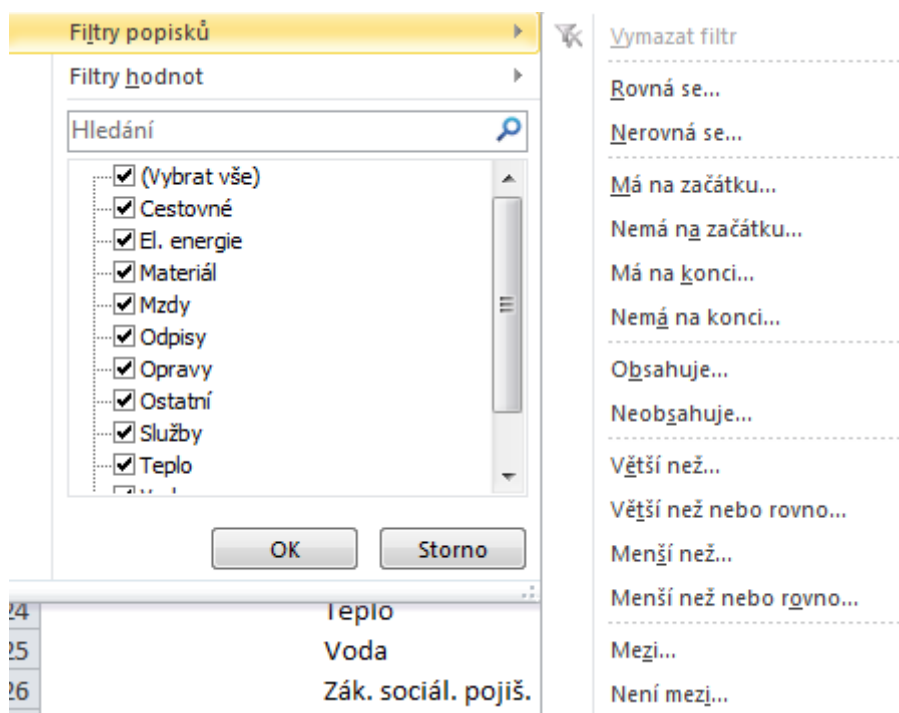 Filtry popisků
Filtry hodnot
Hledání
(Vybrat vše)
Cestovné
El. energie
Materiál
Mzdy
Odpisy
Opravy
Ostatní
Služby
Teplo
OK
Storno
24
Teplo
25
Voda
26
Zák. sociál. pojiš.
Vymazat filtr
Rovná se...
Nerovná se...
Má na začátku...
Nemá na začátku...
Má na konci...
Nemá na konci...
Obsahuje...
Neobsahuje...
Větší než...
Větší než nebo rovno...
Menší než...
Menší než nebo rovno...
Mezi...
Není mezi...